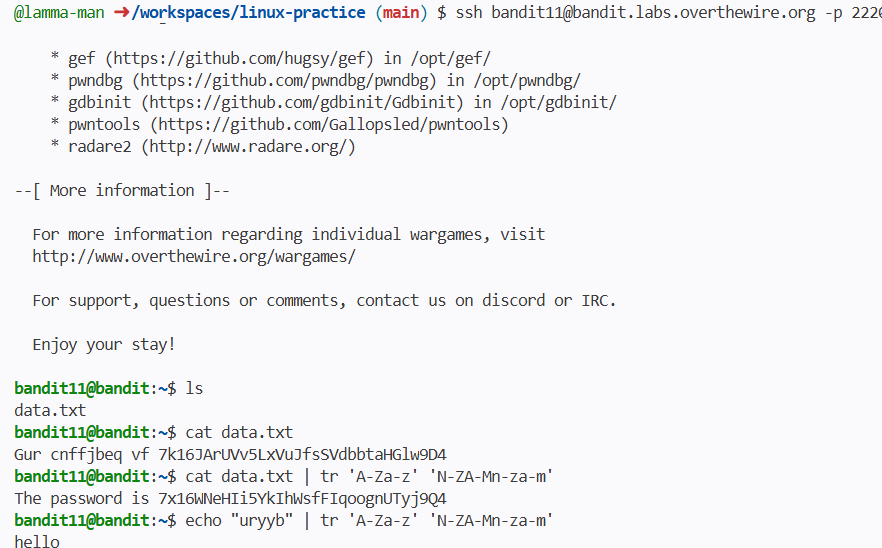 @lamma-man ➜/workspaces/linux-practice (main) $ ssh bandit11@bandit.labs.overthewire.org -p 2220
* gef (https://github.com/hugsy/gef) in /opt/gef/
* pwndbg (https://github.com/pwndbg/pwndbg) in /opt/pwndbg/
* gdbinit (https://github.com/gdbinit/Gdbinit) in /opt/gdbinit/
* pwntools (https://github.com/Gallopsled/pwntools)
* radare2 (http://www.radare.org/)
--[ More information ]--
For more information regarding individual wargames, visit
http://www.overthewire.org/wargames/
For support, questions or comments, contact us on discord or IRC.
Enjoy your stay!
bandit11@bandit:~$ ls
data.txt
bandit11@bandit:~$ cat data.txt
Gur cnffjbeq vf 7k16JArUVv5LxVuJfsSVdbbtaHGlw9D4
bandit11@bandit:~$ cat data.txt | tr 'A-Za-z' 'N-ZA-Mn-za-m'
The password is 7x16WNeHIi5YkIhWsfFIqoognUTyj9Q4
bandit11@bandit:~$ echo "uryyb" | tr 'A-Za-z' 'N-ZA-Mn-za-m'
hello